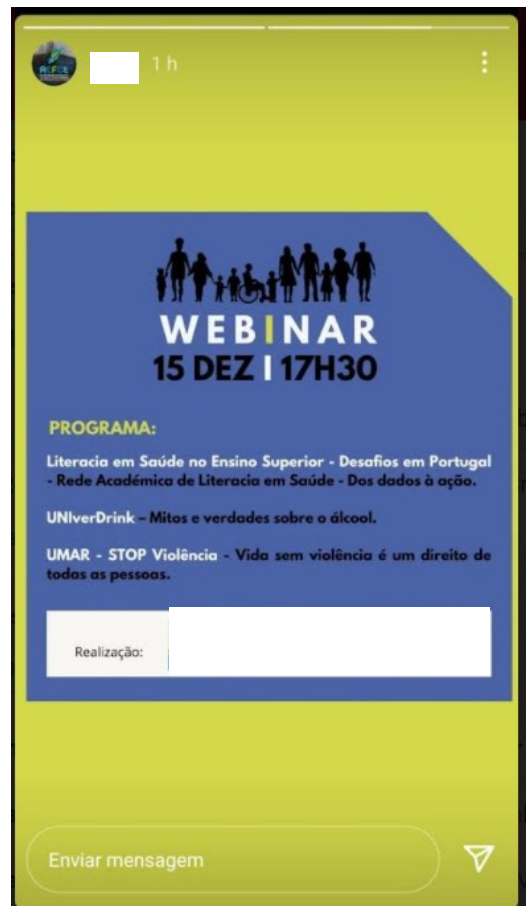 1 h
WEBINAR
15 DEZ | 17H30
PROGRAMA:
Literacia em Saúde no Ensino Superior - Desafios em Portugal
- Rede Académica de Literacia em Saúde - Dos dados à ação.
UNIverDrink – Mitos e verdades sobre o álcool.
UMAR - STOP Violência - Vida sem violência é um direito de
todas as pessoas.
Realização:
Enviar mensagem